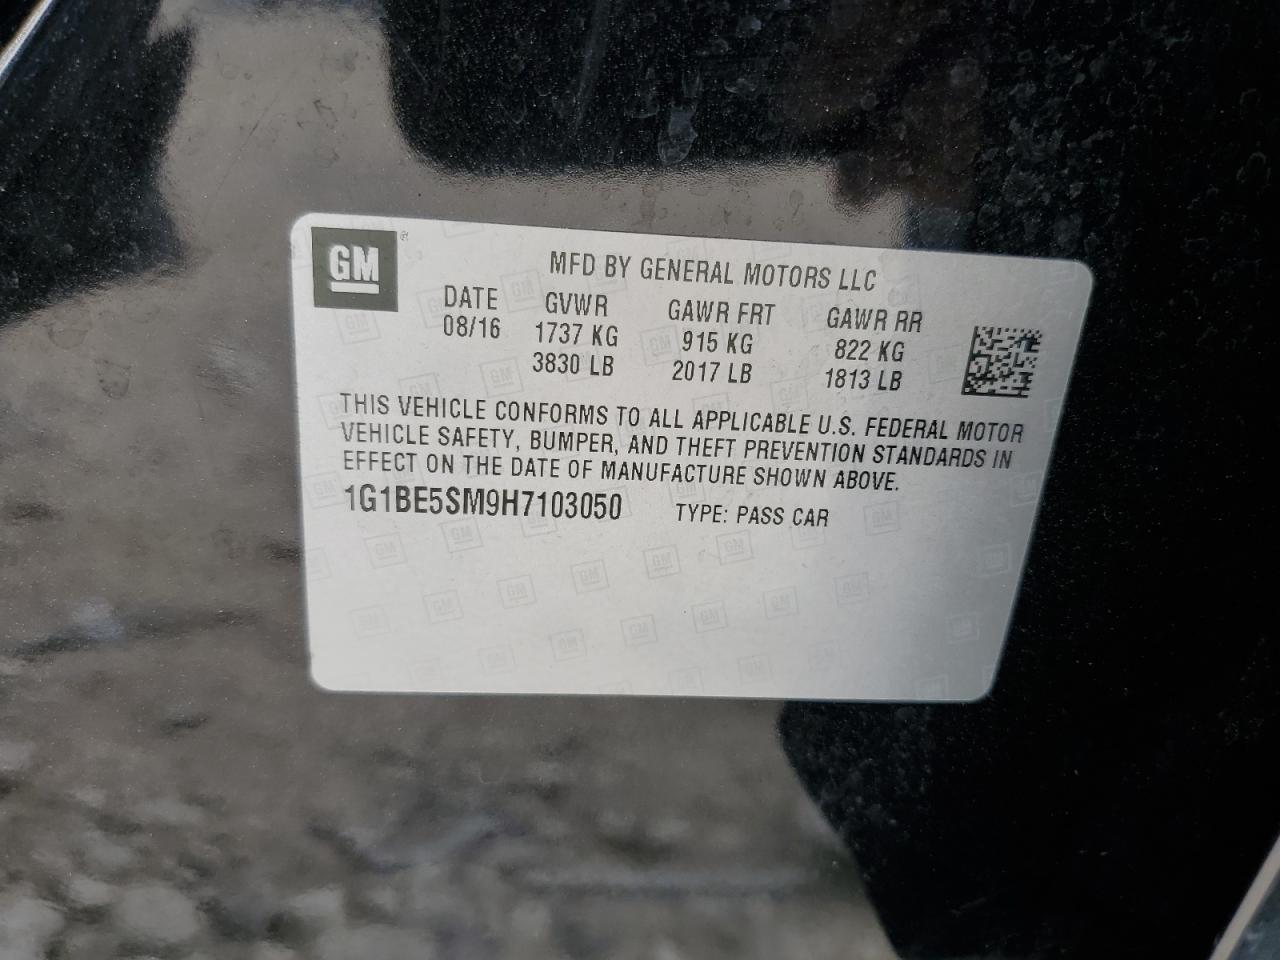 GM
MFD BY GENERAL MOTORS LLC
DATE GVWR GAWR FRT GAWR RR
08/16 1737 KG 915 KG 822 KG
3830 LB 2017 LB 1813 LB
THIS VEHICLE CONFORMS TO ALL APPLICABLE U.S. FEDERAL MOTOR
VEHICLE SAFETY, BUMPER, AND THEFT PREVENTION STANDARDS IN
EFFECT ON THE DATE OF MANUFACTURE SHOWN ABOVE.
1G1BE5SM9H7103050 TYPE: PASS CAR